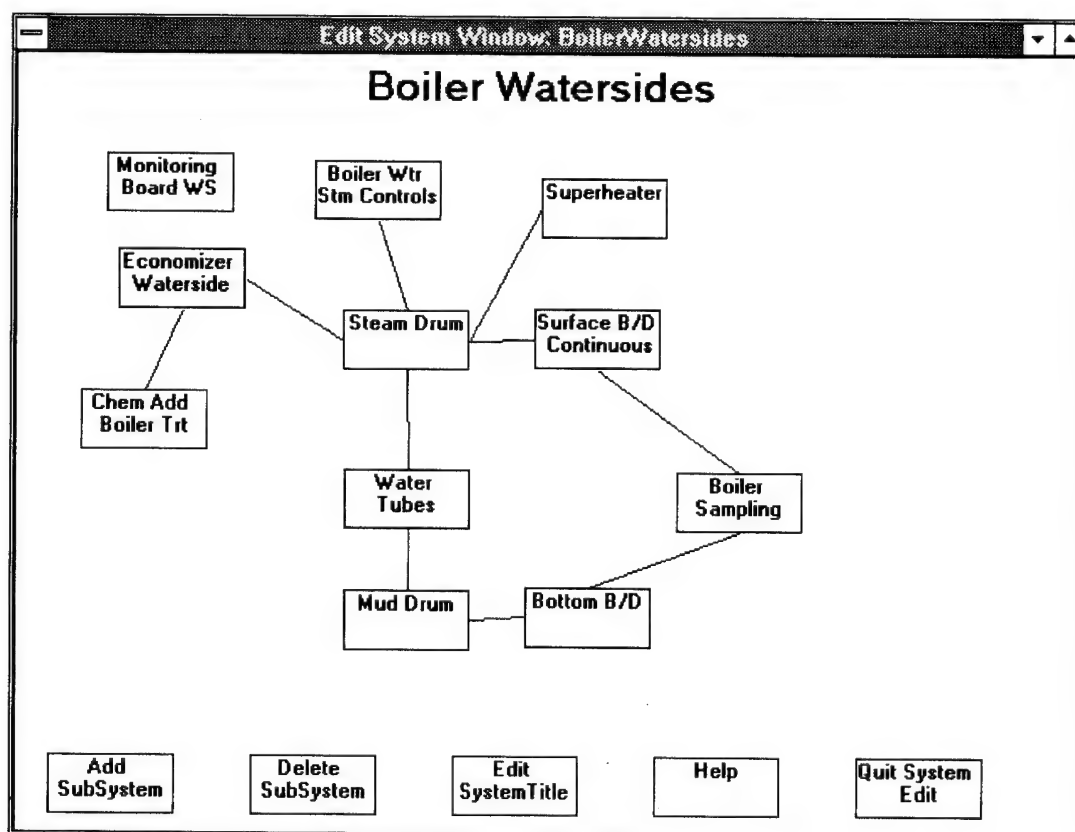 Edit System Window: BoilerWatersides
Boiler Watersides
Monitoring
Board WS
Boiler Wtr
Stm Controls
Superheater
Economizer
Waterside
Steam Drum
Surface B/D
Continuous
Chem Add
Boiler Trt
Water
Tubes
Boiler
Sampling
Mud Drum
Bottom B/D
Add
SubSystem
Delete
SubSystem
Edit
SystemTitle
Help
Quit System
Edit